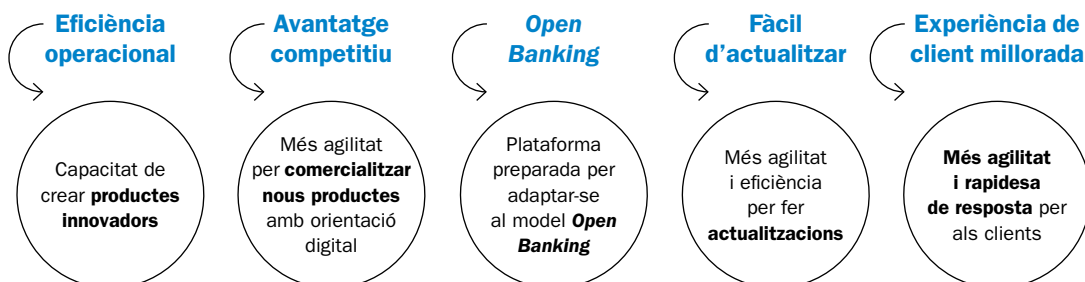 Eficiència
operacional
Capacitat de
crear productes
innovadors
Avantatge
competitiu
Més agilitat
per comercialitzar
nous productes
amb orientació
digital
Open
Banking
Plataforma
preparada per
adaptar-se
al model Open
Banking
Fàcil
d'actualitzar
Més agilitat
i eficiència
per fer
actualitzacions
Experiència de
client millorada
Més agilitat
i rapidesa
de resposta per
als clients